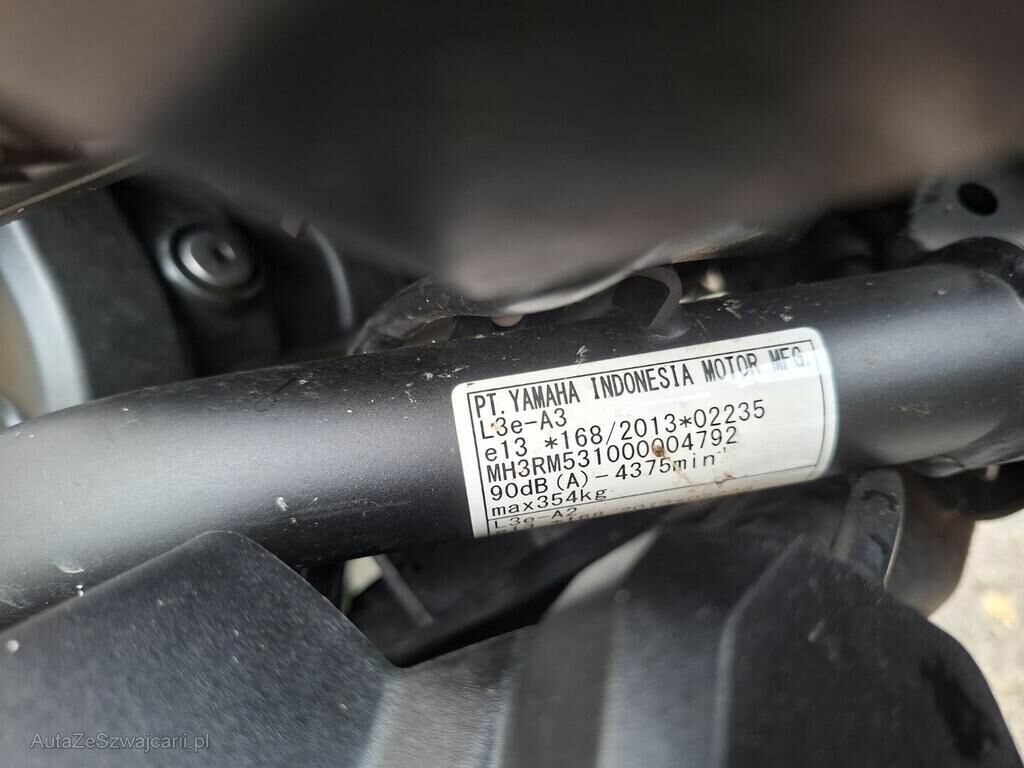 PT. YAMAHA INDONESIA MOTOR MFG.
L3e-A3
e13 *168/2013*02235
MH3RM531000004792
90dB(A)-4375min⁻¹
max354kg
L3e-A2
AutaZeSzwajcarii.pl